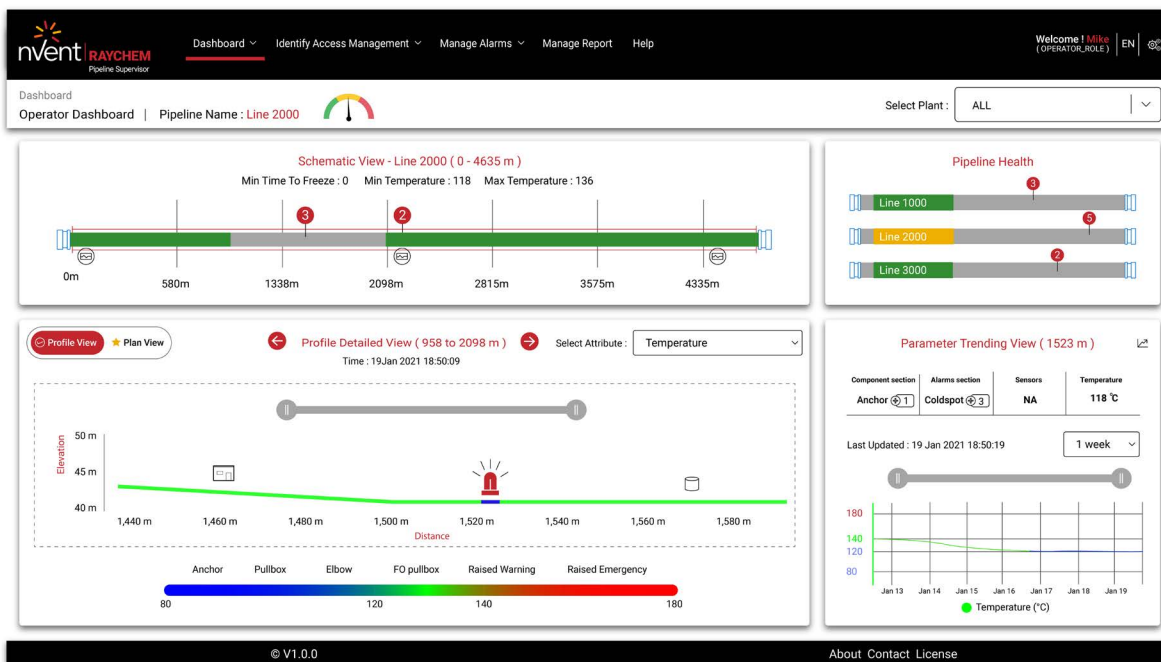 nVent RAYCHEM
Pipeline Supervisor
Dashboard Identify Access Management Manage Alarms Manage Report Help
Welcome ! Mike
( OPERATOR_ROLE )
EN
Dashboard
Operator Dashboard | Pipeline Name : Line 2000
Select Plant : ALL
Schematic View - Line 2000 ( 0 - 4635 m )
Min Time To Freeze : 0 Min Temperature : 118 Max Temperature : 136
3 2
0m 580m 1338m 2098m 2815m 3575m 4335m
Pipeline Health
3
Line 1000
5
Line 2000
2
Line 3000
Profile View Plan View
Profile Detailed View ( 958 to 2098 m )
Select Attribute : Temperature
Time : 19Jan 2021 18:50:09
Elevation
50 m
45 m
40 m
1,440 m 1,460 m 1,480 m 1,500 m 1,520 m 1,540 m 1,560 m 1,580 m
Distance
Anchor Pullbox Elbow FO pullbox Raised Warning Raised Emergency
80 120 140 180
Parameter Trending View ( 1523 m )
Component section Alarms section Sensors Temperature
Anchor 1 Coldspot 3 NA 118 °C
Last Updated : 19 Jan 2021 18:50:19
1 week
180
140
120
80
Jan 13 Jan 14 Jan 15 Jan 16 Jan 17 Jan 18 Jan 19
Temperature (°C)
© V1.0.0
About Contact License